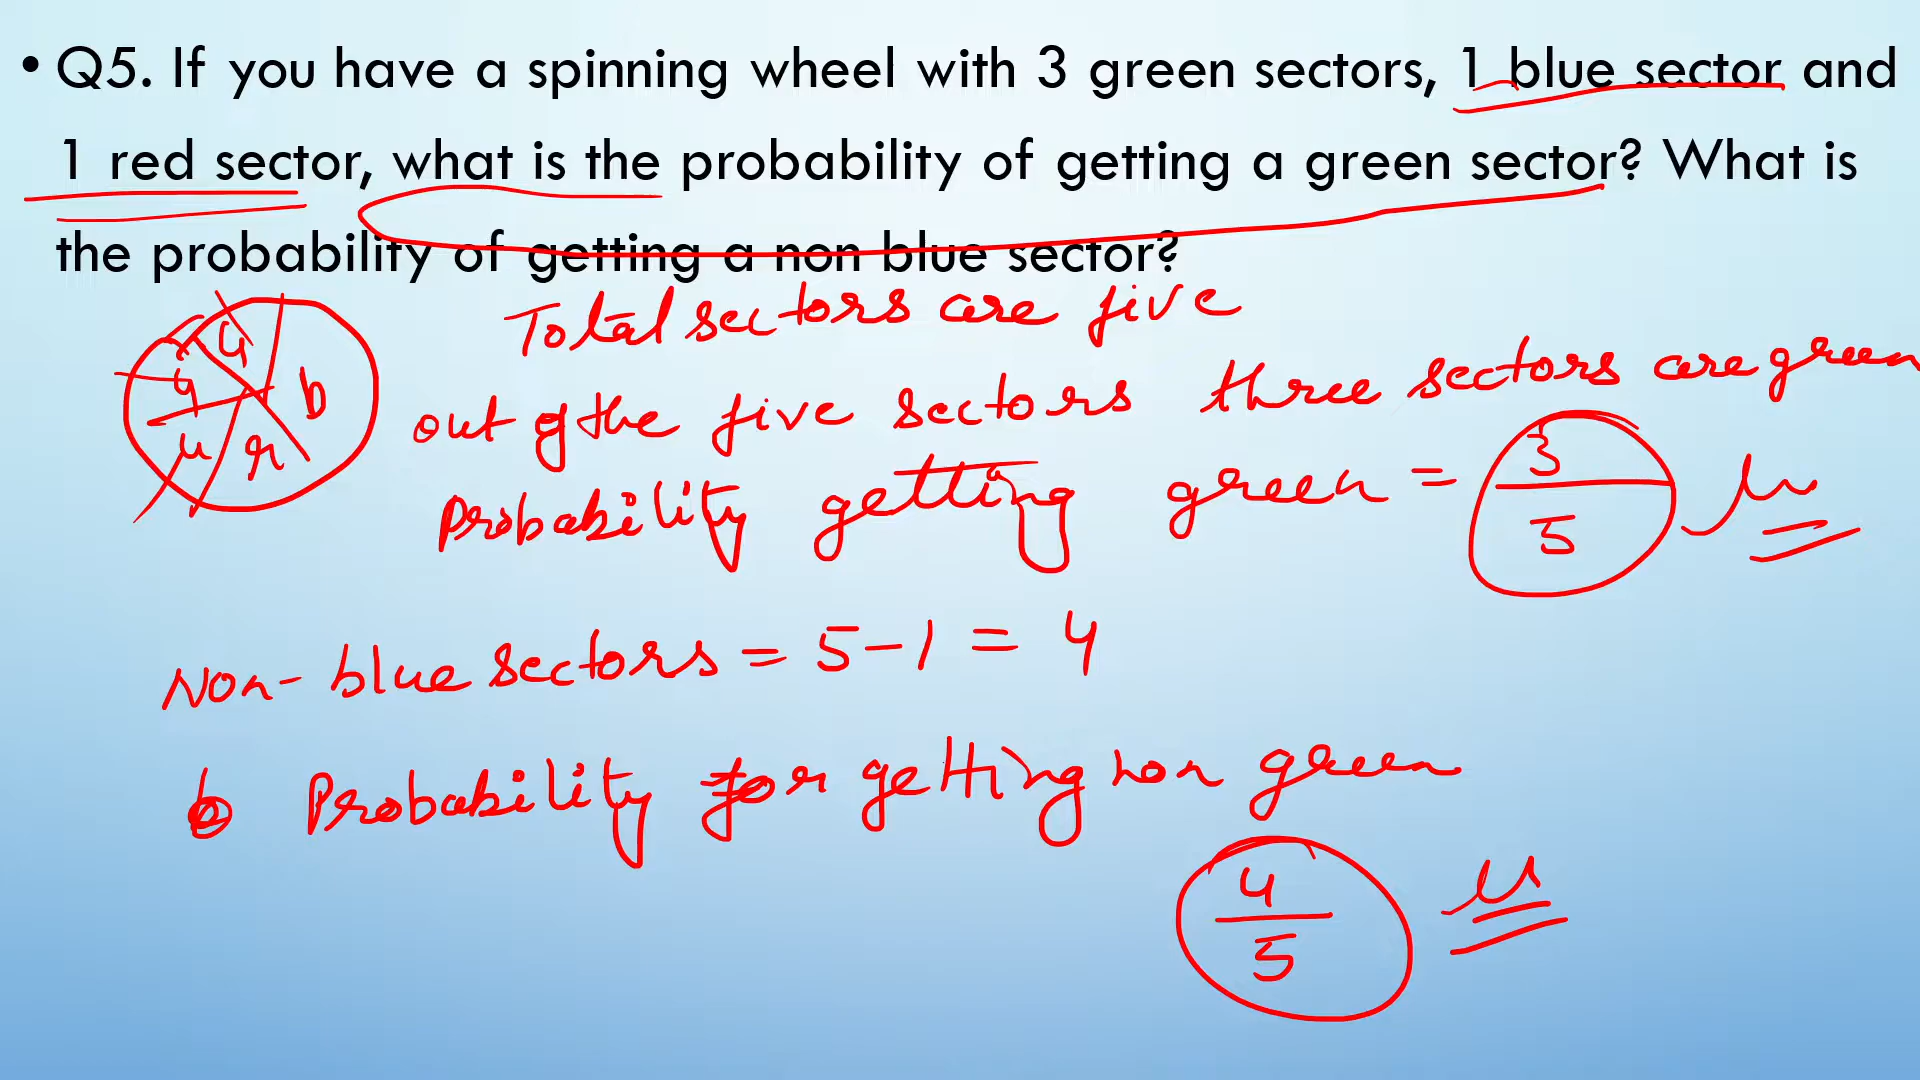 • Q5. If you have a spinning wheel with 3 green sectors, 1 blue sector and
1 red sector, what is the probability of getting a green sector? What is
the probability of getting a non blue sector?
Total sectors are five
out of the five sectors three sectors are green
Probability getting green = 3/5
G b
G
G r
Non-blue sectors = 5-1 = 4
b Probability for getting non green
4/5